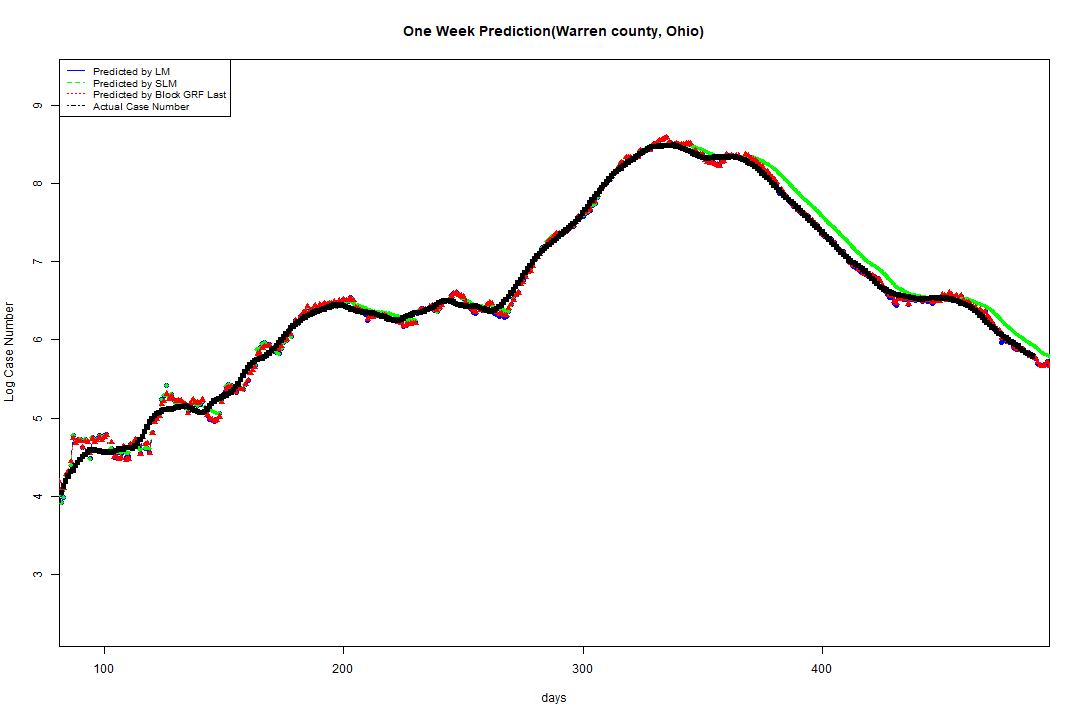 One Week Prediction(Warren county, Ohio)
Predicted by LM
Predicted by SLM
Predicted by Block GRF Last
Actual Case Number
9
8
7
6
5
4
3
Log Case Number
100 200 300 400
days